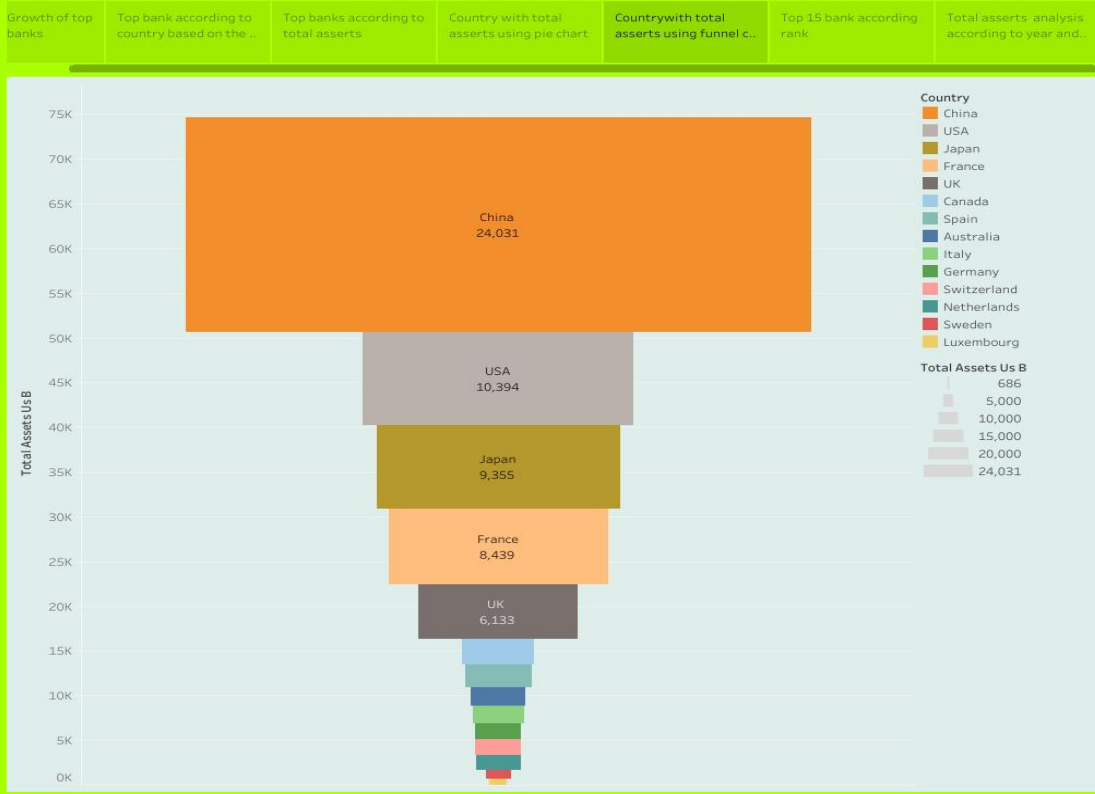 Growth of top
banks
Top bank according to
country based on the ..
Top banks according to
total asserts
Country with total
asserts using pie chart
Countrywith total
asserts using funnel c..
Top 15 bank according
rank
Total asserts analysis
according to year and..
75K
70K
65K
60K
55K
50K
45K
40K
35K
30K
25K
20K
15K
10K
5K
0K
Total Assets Us B
China
24,031
USA
10,394
Japan
9,355
France
8,439
UK
6,133
Country
China
USA
Japan
France
UK
Canada
Spain
Australia
Italy
Germany
Switzerland
Netherlands
Sweden
Luxembourg
Total Assets Us B
686
5,000
10,000
15,000
20,000
24,031